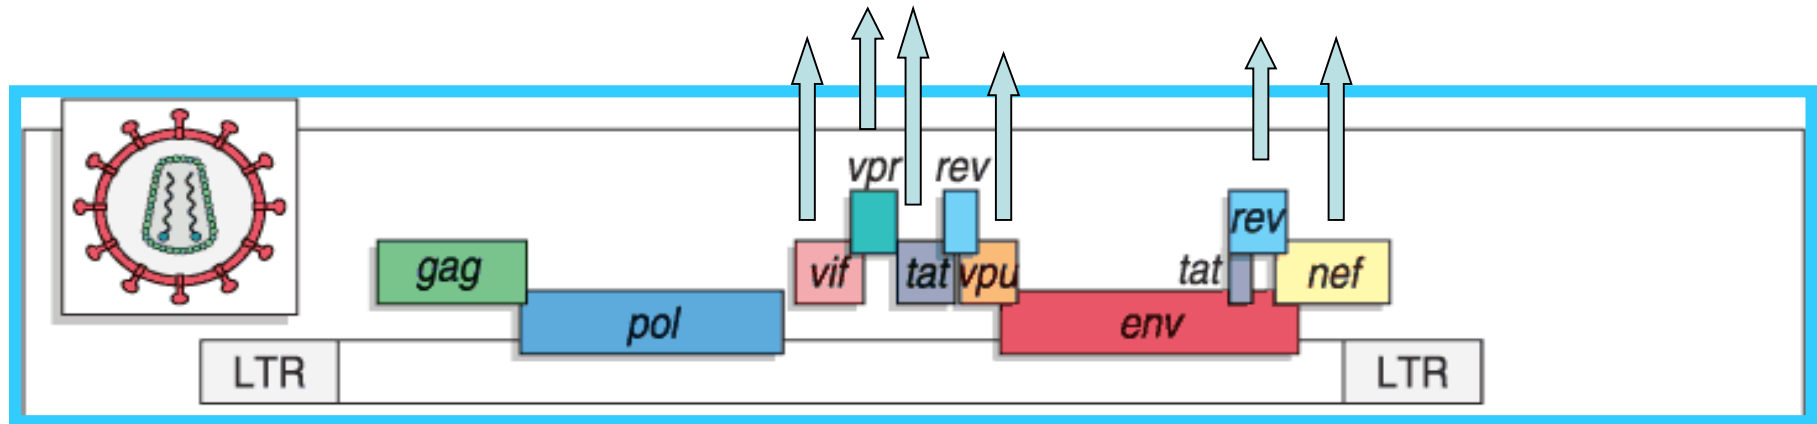 vpr rev
rev
gag vif tat vpu tat nef
pol env
LTR LTR